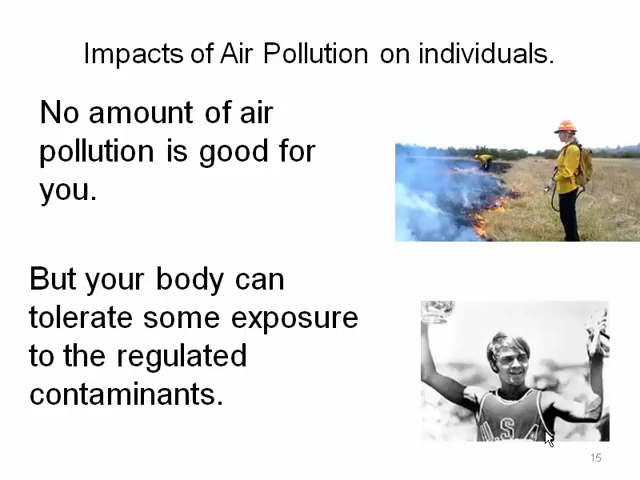 Impacts of Air Pollution on individuals.
No amount of air
pollution is good for
you.
But your body can
tolerate some exposure
to the regulated
contaminants.
S
15